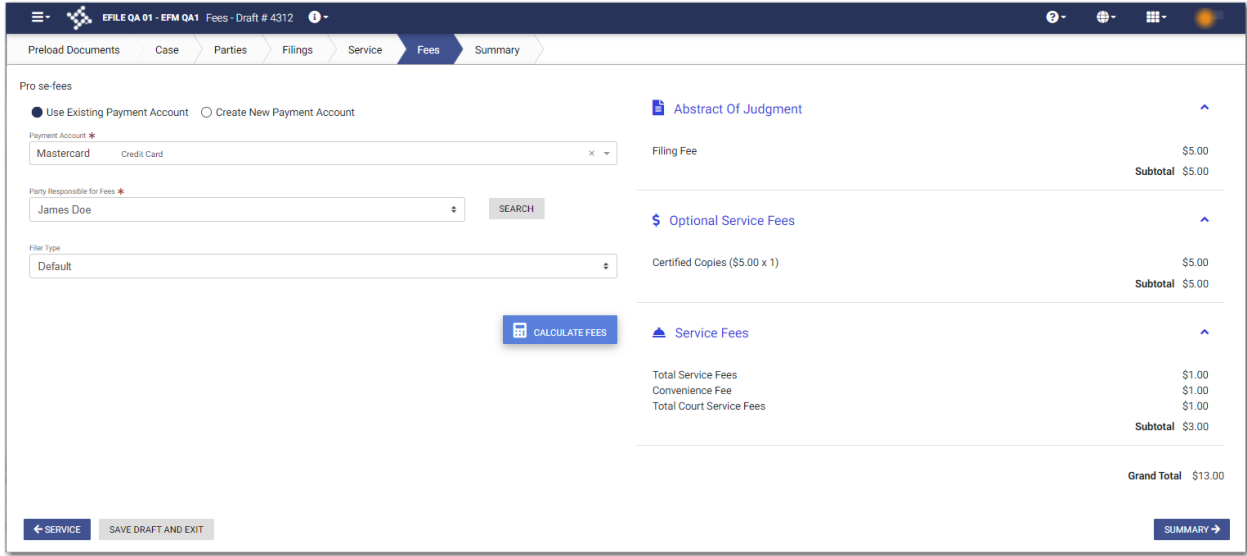 EFILE QA 01 - EFM QA1 Fees - Draft # 4312
Preload Documents Case Parties Filings Service Fees Summary
Pro se-fees
Use Existing Payment Account Create New Payment Account
Payment Account *
Mastercard Credit Card
Party Responsible for Fees *
James Doe
SEARCH
Filer Type
Default
CALCULATE FEES
Abstract Of Judgment
Filing Fee $5.00
Subtotal $5.00
$ Optional Service Fees
Certified Copies ($5.00 x 1) $5.00
Subtotal $5.00
Service Fees
Total Service Fees $1.00
Convenience Fee $1.00
Total Court Service Fees $1.00
Subtotal $3.00
Grand Total $13.00
SERVICE SAVE DRAFT AND EXIT SUMMARY